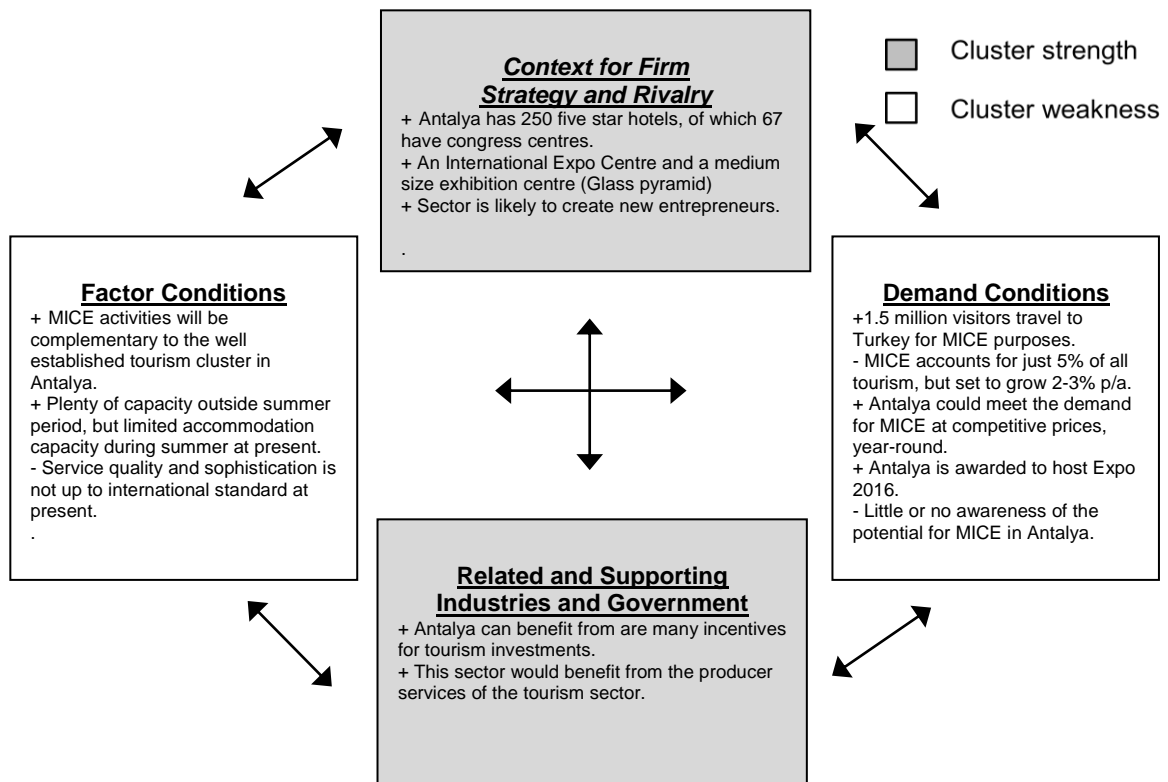 Context for Firm
Strategy and Rivalry
+ Antalya has 250 five star hotels, of which 67
have congress centres.
+ An International Expo Centre and a medium
size exhibition centre (Glass pyramid)
+ Sector is likely to create new entrepreneurs.
.
Cluster strength
Cluster weakness
Factor Conditions
+ MICE activities will be
complementary to the well
established tourism cluster in
Antalya.
+ Plenty of capacity outside summer
period, but limited accommodation
capacity during summer at present.
- Service quality and sophistication is
not up to international standard at
present.
.
Demand Conditions
+1.5 million visitors travel to
Turkey for MICE purposes.
- MICE accounts for just 5% of all
tourism, but set to grow 2-3% p/a.
+ Antalya could meet the demand
for MICE at competitive prices,
year-round.
+ Antalya is awarded to host Expo
2016.
- Little or no awareness of the
potential for MICE in Antalya.
Related and Supporting
Industries and Government
+ Antalya can benefit from are many incentives
for tourism investments.
+ This sector would benefit from the producer
services of the tourism sector.